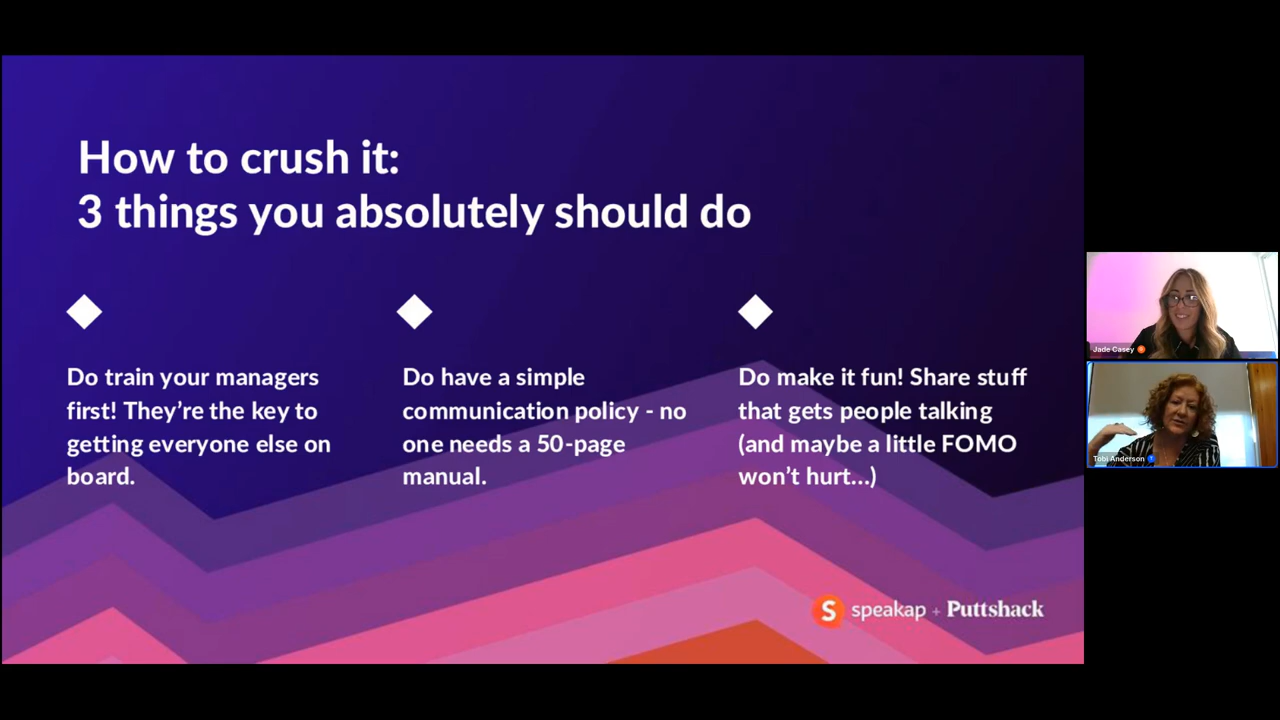 How to crush it:
3 things you absolutely should do
Do train your managers
first! They’re the key to
getting everyone else on
board.
Do have a simple
communication policy - no
one needs a 50-page
manual.
Do make it fun! Share stuff
that gets people talking
(and maybe a little FOMO
won’t hurt...)
S speakap + Puttshack
Jade Casey
Tobi Anderson